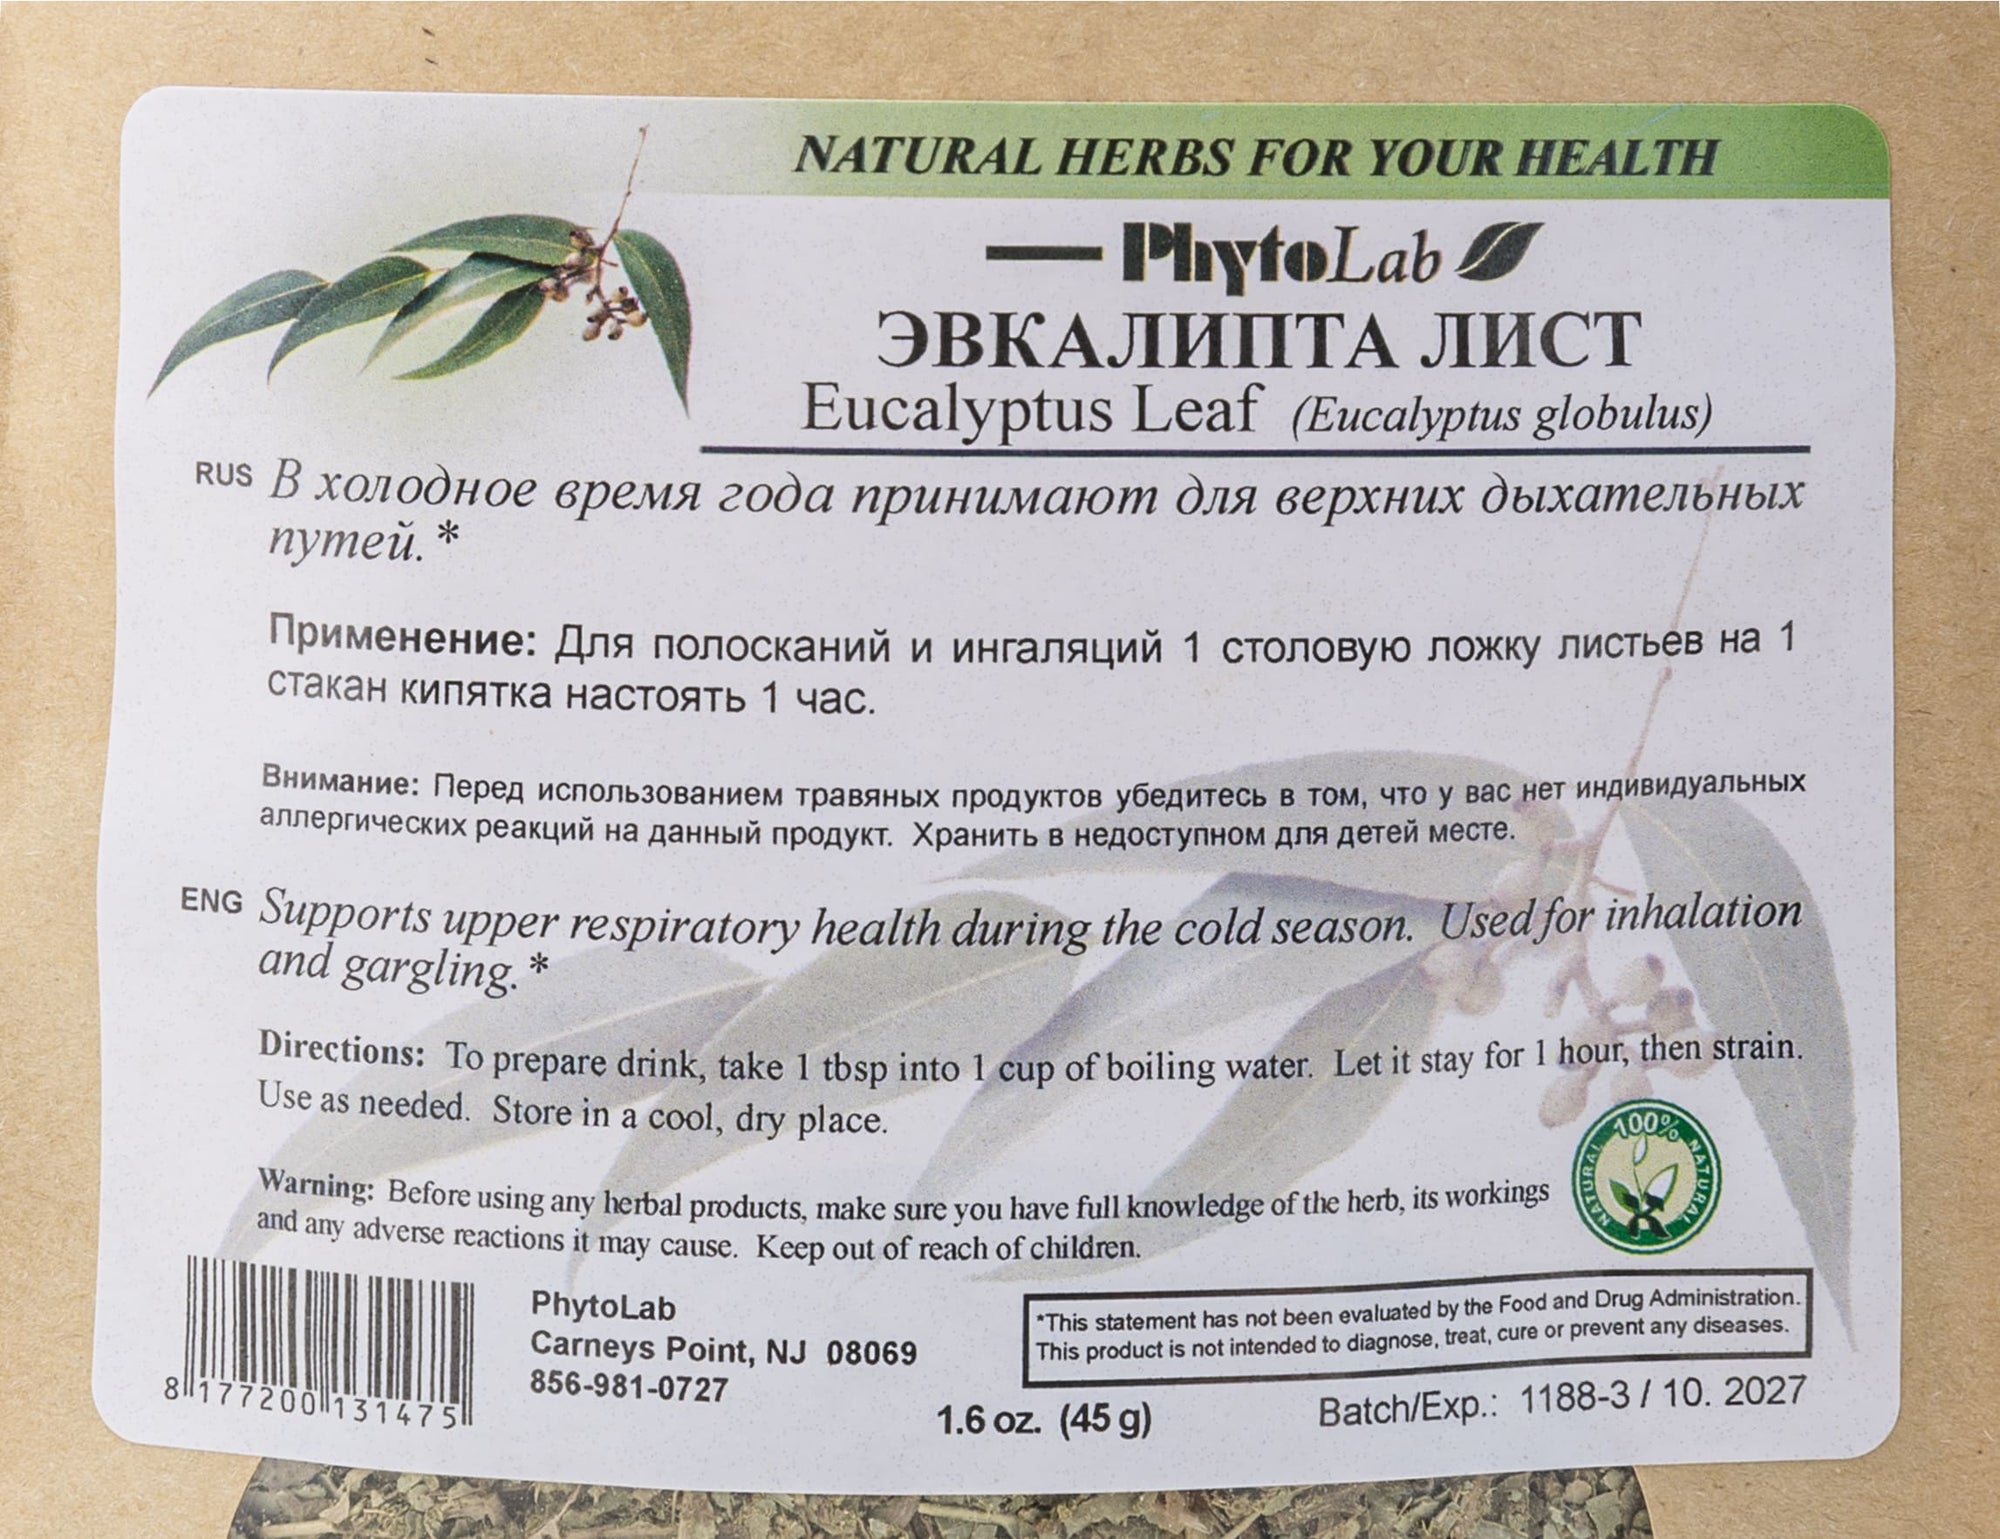 NATURAL HERBS FOR YOUR HEALTH
PhytoLab
ЭВКАЛИПТА ЛИСТ
Eucalyptus Leaf (Eucalyptus globulus)
RUS В холодное время года принимают для верхних дыхательных
путей. *
Применение: Для полосканий и ингаляций 1 столовую ложку листьев на 1
стакан кипятка настоять 1 час.
Внимание: Перед использованием травяных продуктов убедитесь в том, что у вас нет индивидуальных
аллергических реакций на данный продукт. Хранить в недоступном для детей месте.
ENG Supports upper respiratory health during the cold season. Used for inhalation
and gargling. *
Directions: To prepare drink, take 1 tbsp into 1 cup of boiling water. Let it stay for 1 hour, then strain.
Use as needed. Store in a cool, dry place.
Warning: Before using any herbal products, make sure you have full knowledge of the herb, its workings
and any adverse reactions it may cause. Keep out of reach of children.
100%
NATURAL NATURAL
K
8 177200 131475
PhytoLab
Carneys Point, NJ 08069
856-981-0727
*This statement has not been evaluated by the Food and Drug Administration.
This product is not intended to diagnose, treat, cure or prevent any diseases.
1.6 oz. (45 g)
Batch/Exp.: 1188-3 / 10. 2027